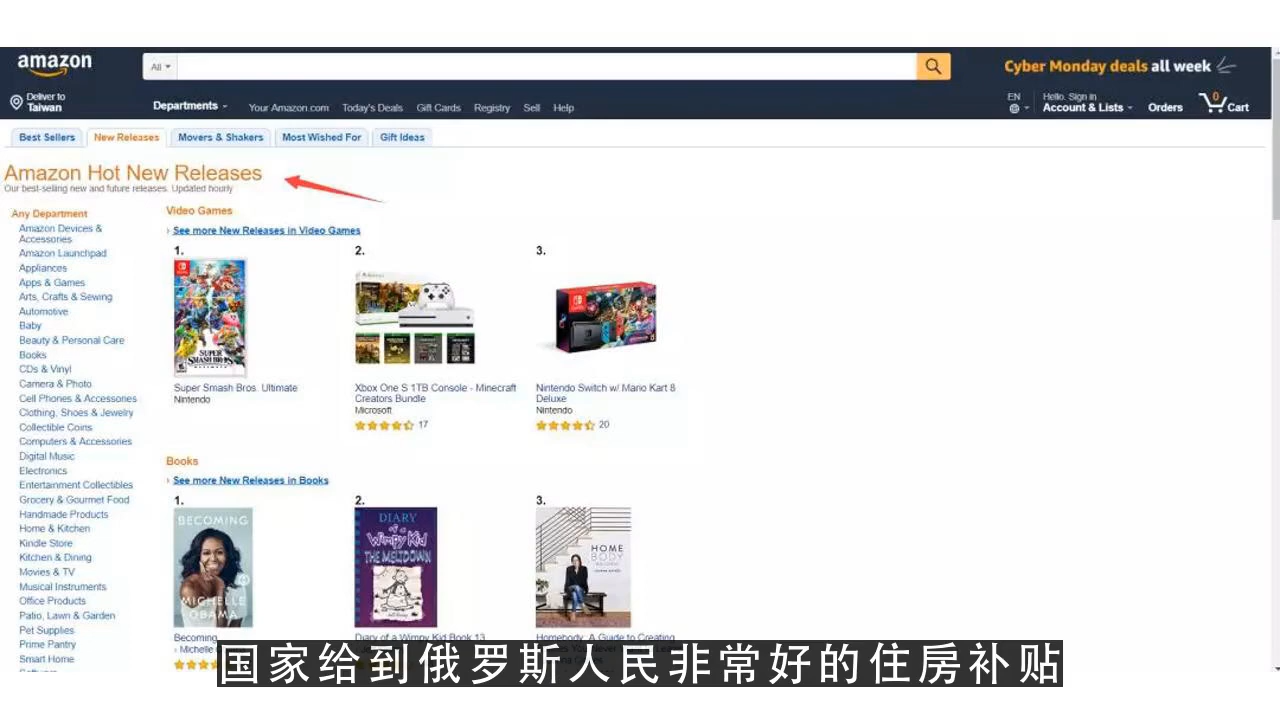 amazon
All
Cyber Monday deals all week
Deliver to
Taiwan
Departments
Your Amazon.com
Today's Deals
Gift Cards
Registry
Sell
Help
EN
Hello. Sign in
Account & Lists
Orders
0
Cart
Best Sellers
New Releases
Movers & Shakers
Most Wished For
Gift Ideas
Amazon Hot New Releases
Our best-selling new and future releases. Updated hourly
Any Department
Amazon Devices &
Accessories
Amazon Launchpad
Appliances
Apps & Games
Arts, Crafts & Sewing
Automotive
Baby
Beauty & Personal Care
Books
CDs & Vinyl
Camera & Photo
Cell Phones & Accessories
Clothing, Shoes & Jewelry
Collectible Coins
Computers & Accessories
Digital Music
Electronics
Entertainment Collectibles
Grocery & Gourmet Food
Handmade Products
Home & Kitchen
Kindle Store
Kitchen & Dining
Movies & TV
Musical Instruments
Office Products
Patio, Lawn & Garden
Pet Supplies
Prime Pantry
Smart Home
Video Games
› See more New Releases in Video Games
1.
2.
3.
SUPER
SMASH BROS.
Super Smash Bros. Ultimate
Nintendo
Xbox One S 1TB Console - Minecraft
Creators Bundle
Microsoft
17
Nintendo Switch w/ Mario Kart 8
Deluxe
Nintendo
20
Books
› See more New Releases in Books
1.
2.
3.
BECOMING
MICHELLE
OBAMA
DIARY
of a
Wimpy Kid
THE MELTDOWN
HOME
BODY
Becoming
› Michelle
Diary of a Wimpy Kid Book 13
Homebody: A Guide to Creating
国家给到俄罗斯人民非常好的住房补贴